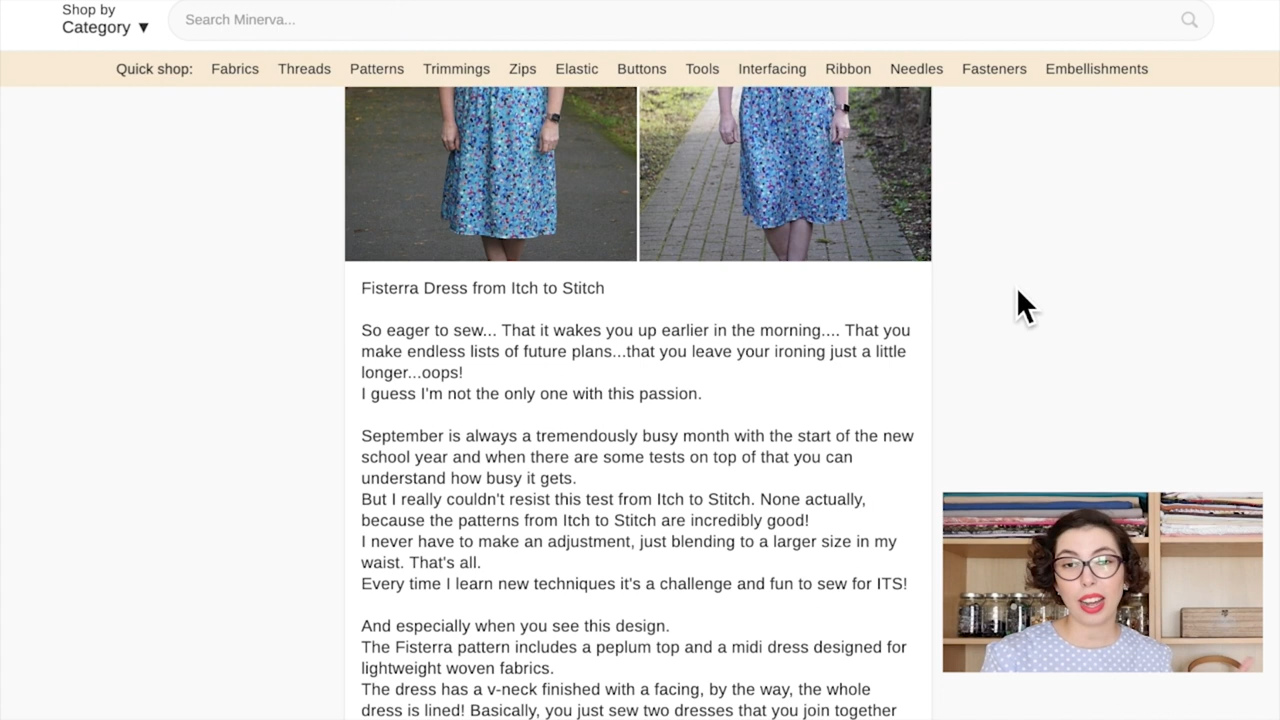 Shop by
Category ▼
Search Minerva...
Quick shop: Fabrics Threads Patterns Trimmings Zips Elastic Buttons Tools Interfacing Ribbon Needles Fasteners Embellishments
Fisterra Dress from Itch to Stitch
So eager to sew... That it wakes you up earlier in the morning.... That you
make endless lists of future plans...that you leave your ironing just a little
longer...oops!
I guess I'm not the only one with this passion.
September is always a tremendously busy month with the start of the new
school year and when there are some tests on top of that you can
understand how busy it gets.
But I really couldn't resist this test from Itch to Stitch. None actually,
because the patterns from Itch to Stitch are incredibly good!
I never have to make an adjustment, just blending to a larger size in my
waist. That's all.
Every time I learn new techniques it's a challenge and fun to sew for ITS!
And especially when you see this design.
The Fisterra pattern includes a peplum top and a midi dress designed for
lightweight woven fabrics.
The dress has a v-neck finished with a facing, by the way, the whole
dress is lined! Basically, you just sew two dresses that you join together